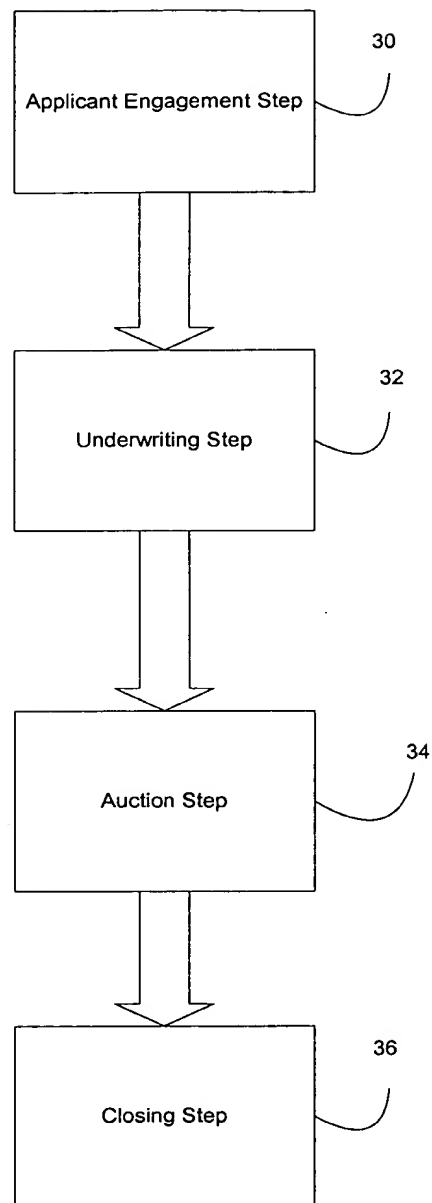 30
Applicant Engagement Step
32
Underwriting Step
34
Auction Step
36
Closing Step